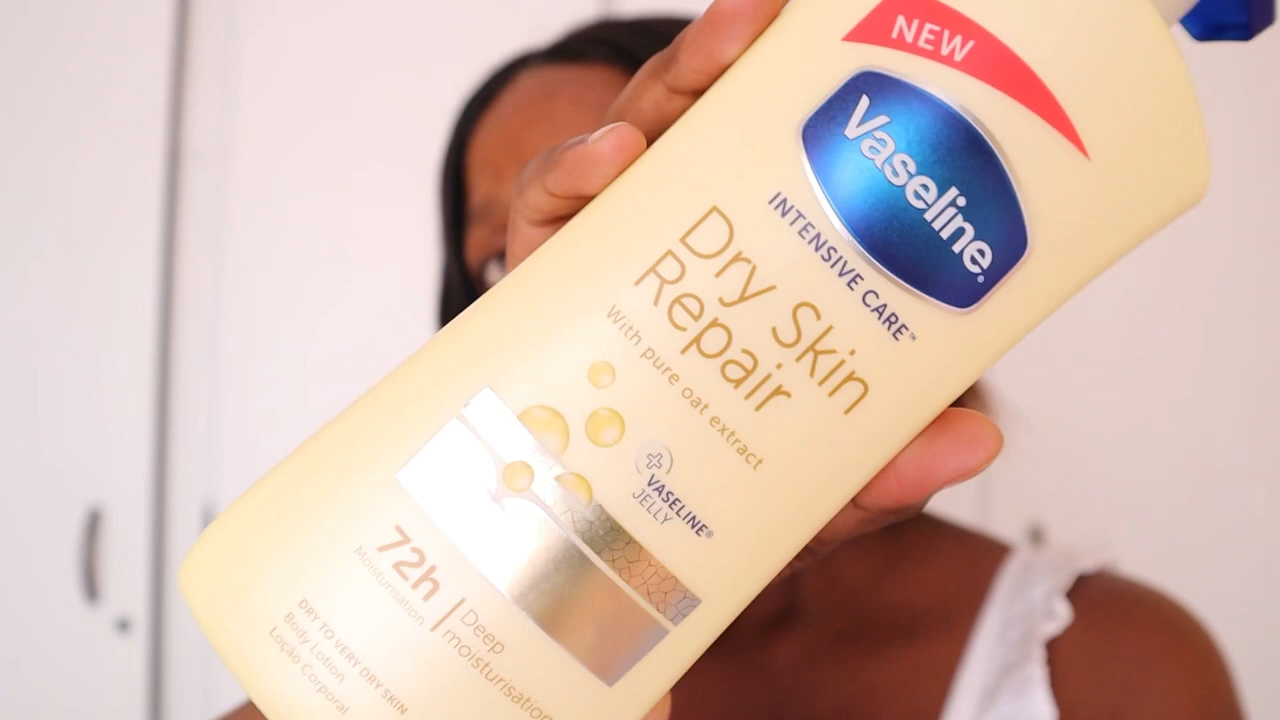 NEW
Vaseline®
INTENSIVE CARE™
Dry Skin
Repair
With pure oat extract
VASELINE®
JELLY
72h
Moisturisation
Deep
moisturisation
DRY TO VERY DRY SKIN
Body Lotion
Loção Corporal